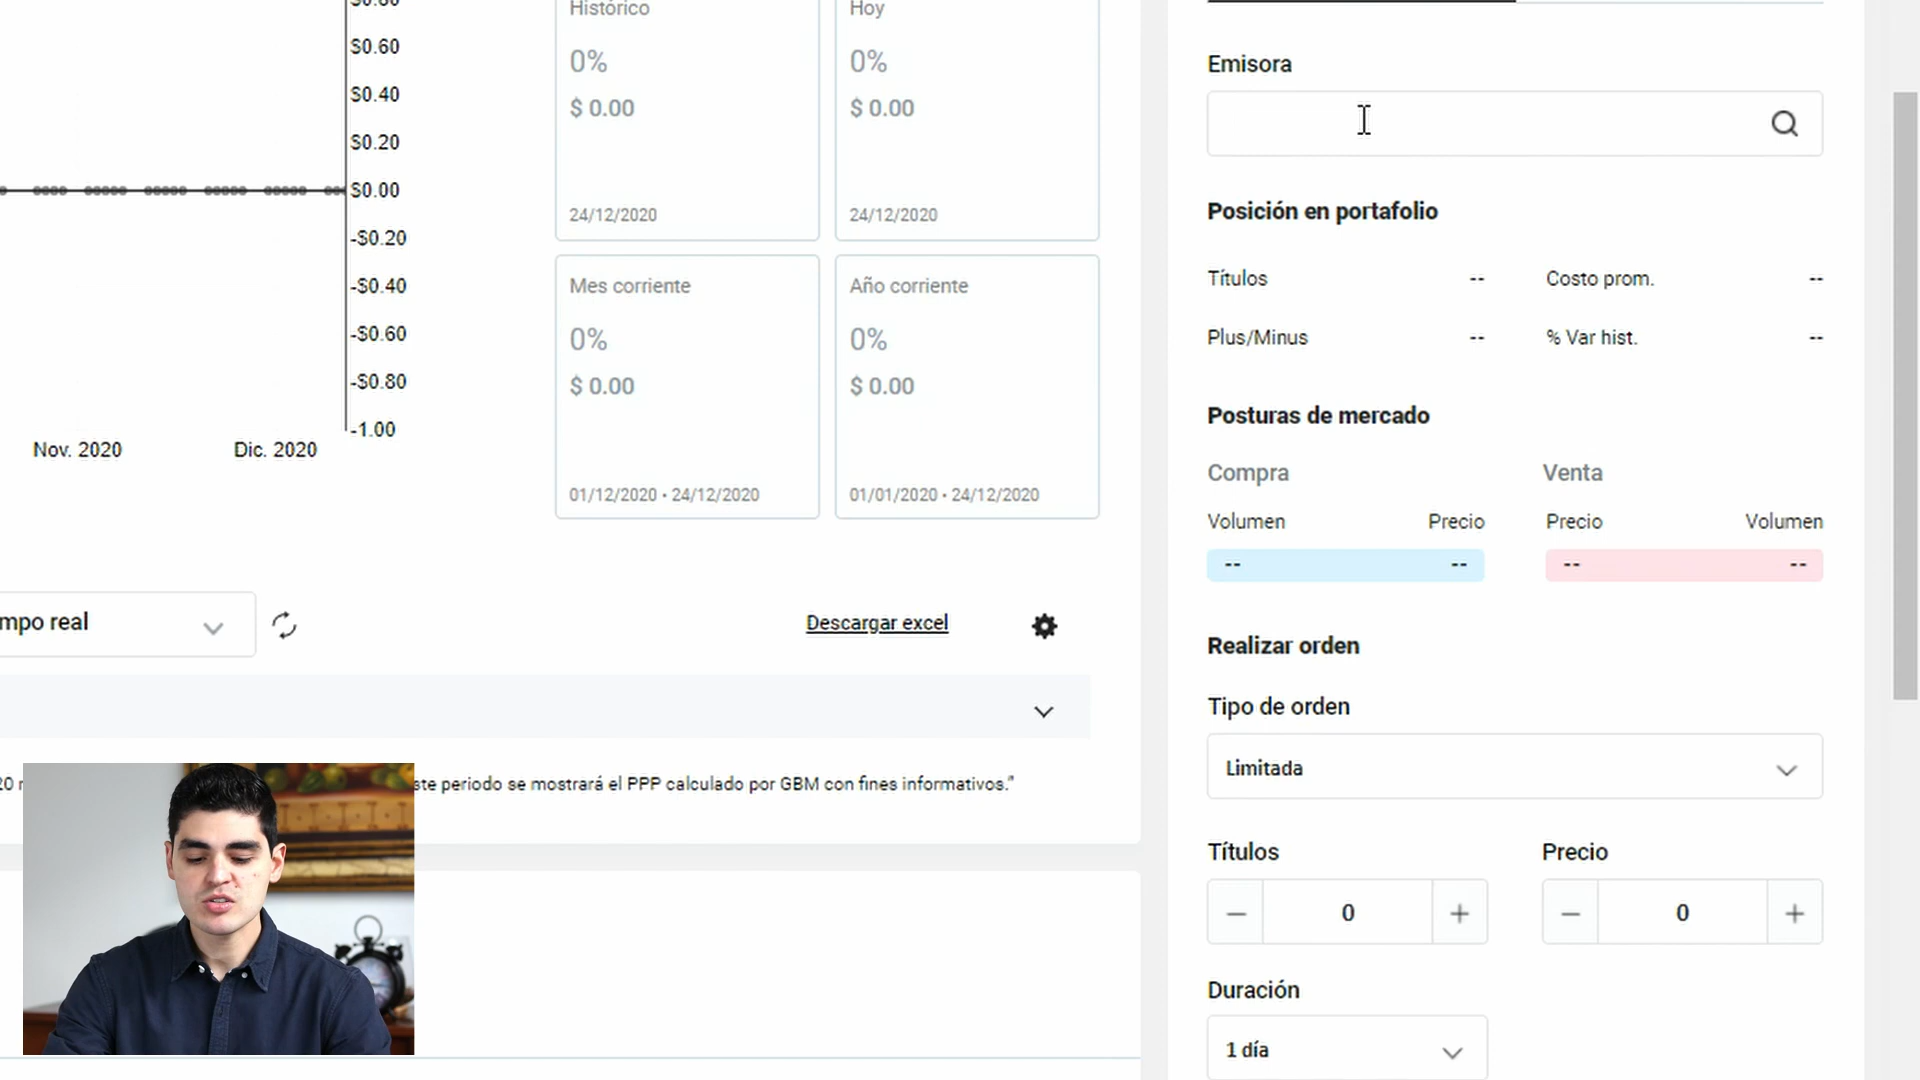 $0.60
$0.40
$0.20
$0.00
-$0.20
-$0.40
-$0.60
-$0.80
-1.00
Nov. 2020
Dic. 2020
Histórico
0%
$ 0.00
24/12/2020
Hoy
0%
$ 0.00
24/12/2020
Mes corriente
0%
$ 0.00
01/12/2020 • 24/12/2020
Año corriente
0%
$ 0.00
01/01/2020 • 24/12/2020
mpo real
Descargar excel
ste periodo se mostrará el PPP calculado por GBM con fines informativos."
Emisora
Posición en portafolio
Títulos -- Costo prom. --
Plus/Minus -- % Var hist. --
Posturas de mercado
Compra Venta
Volumen Precio Precio Volumen
-- -- -- --
Realizar orden
Tipo de orden
Limitada
Títulos Precio
– 0 + – 0 +
Duración
1 día